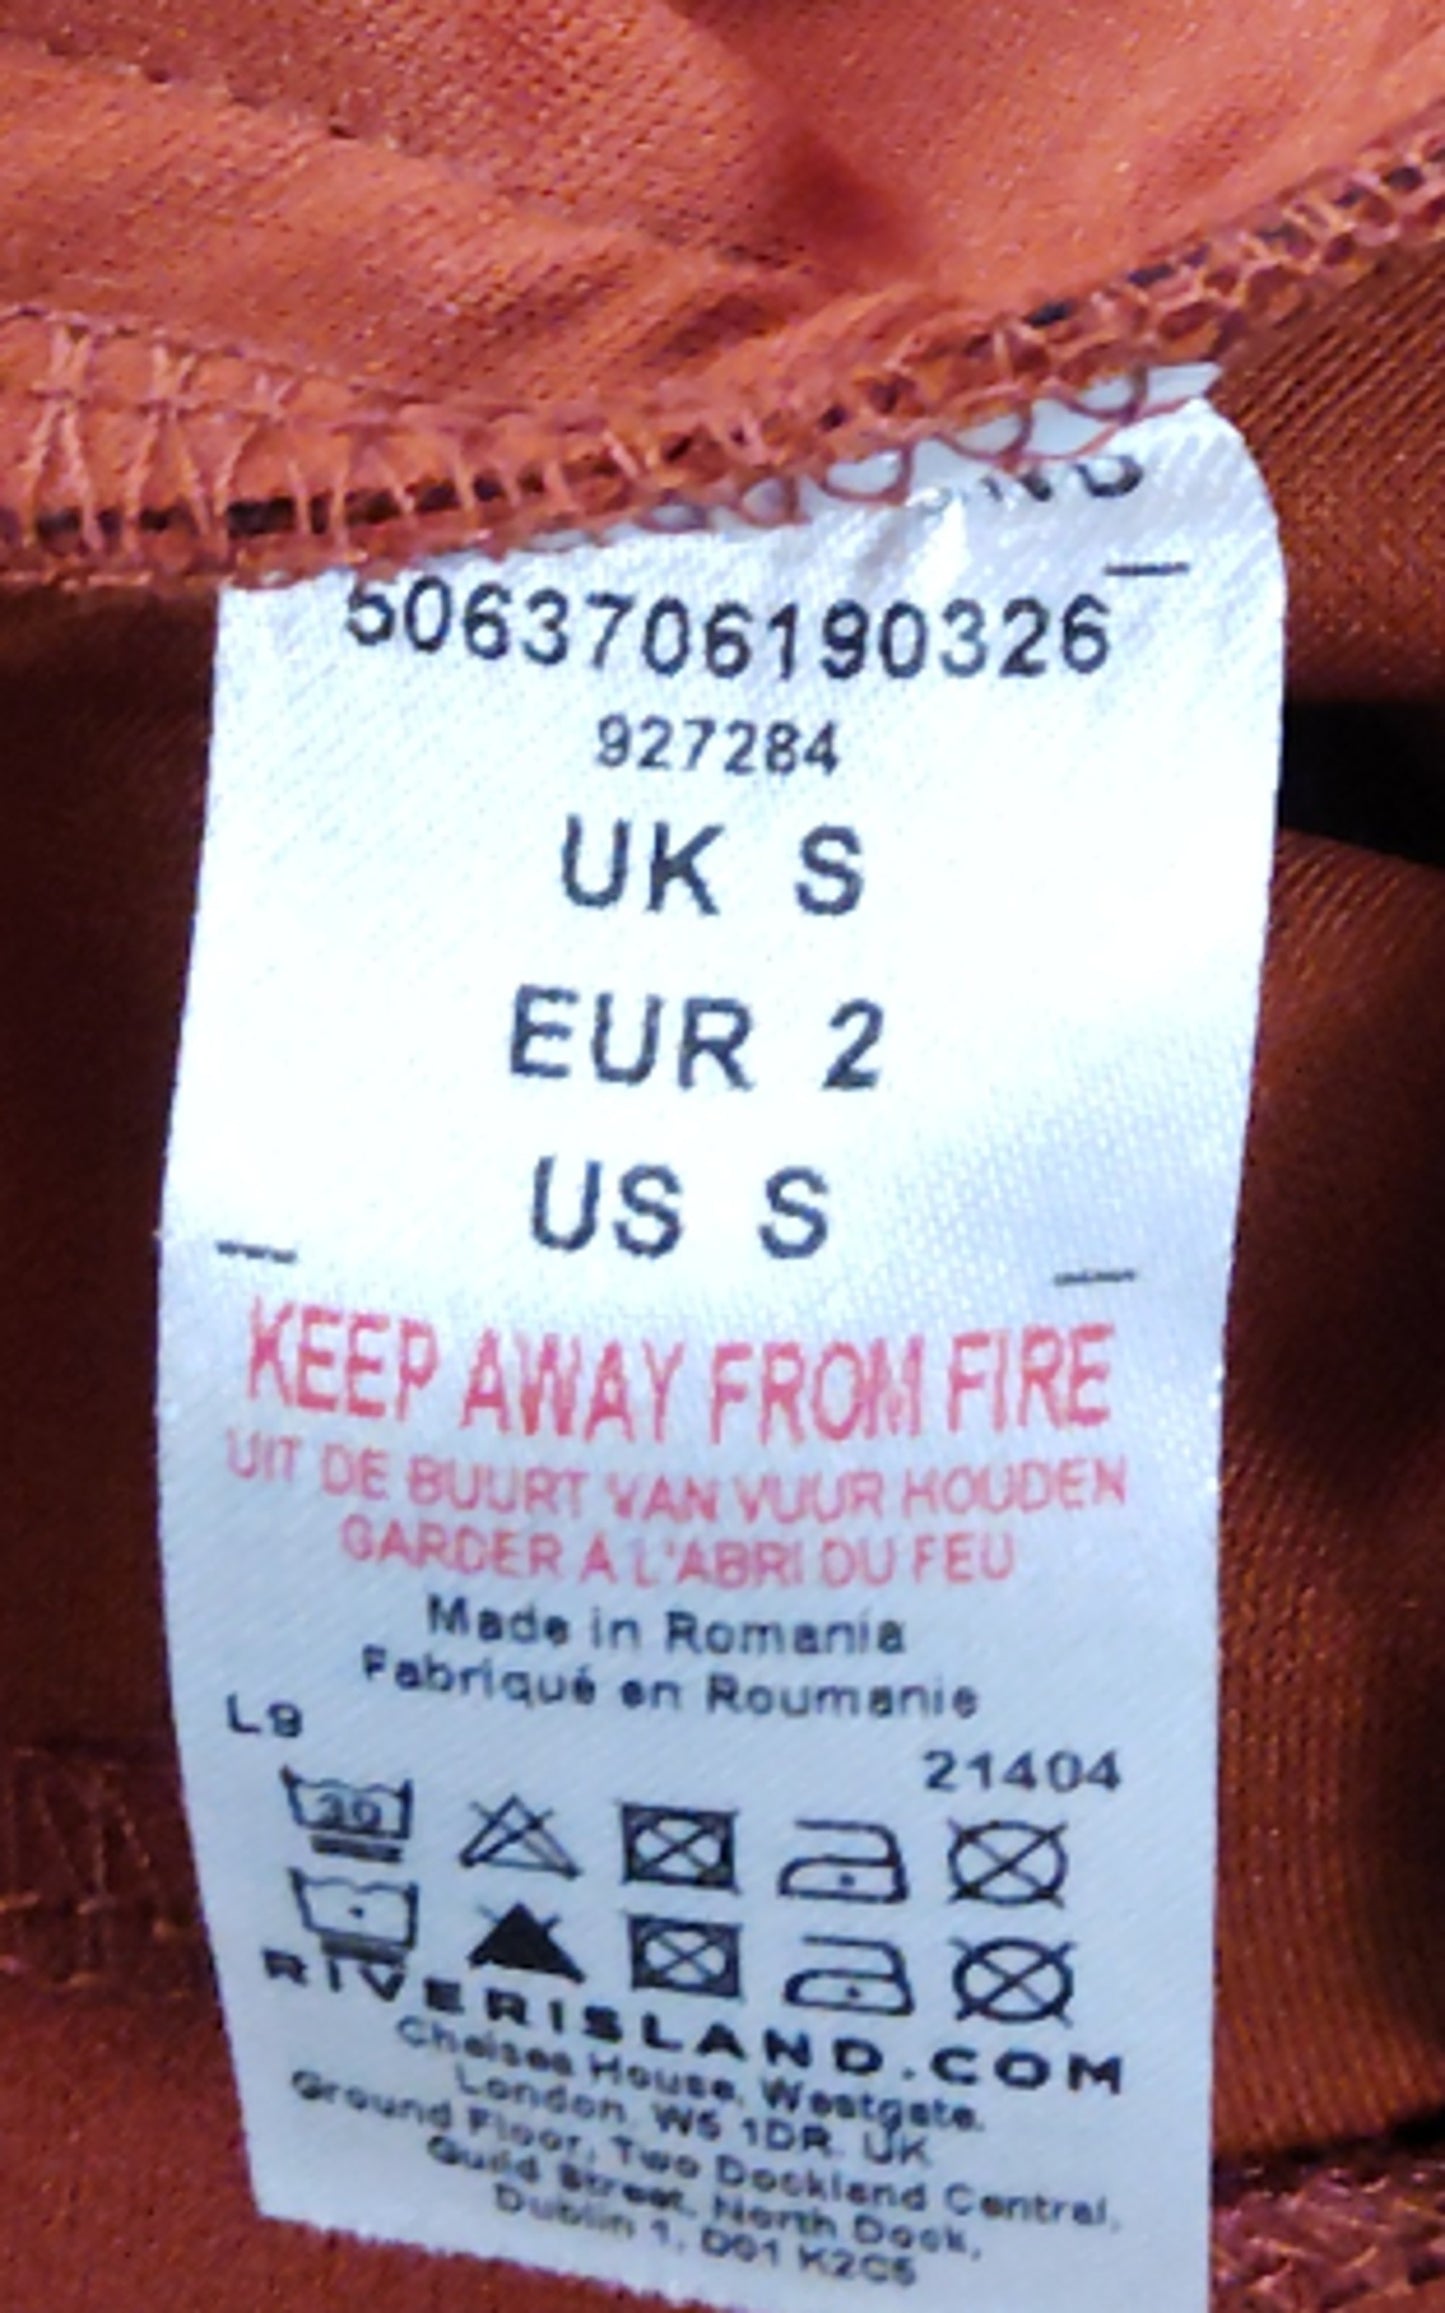 5063706190326
927284
UK S
EUR 2
US S
KEEP AWAY FROM FIRE
UIT DE BUURT VAN VUUR HOUDEN
GARDER A L'ABRI DU FEU
Made in Romania
Fabriqué en Roumanie
L9
21404
30
RIVERISLAND.COM
Chelsea House, Westgate,
London, W5 1DR. UK
Ground Floor, Two Dockland Central,
Guild Street, North Dock,
Dublin 1, D01 K2C5